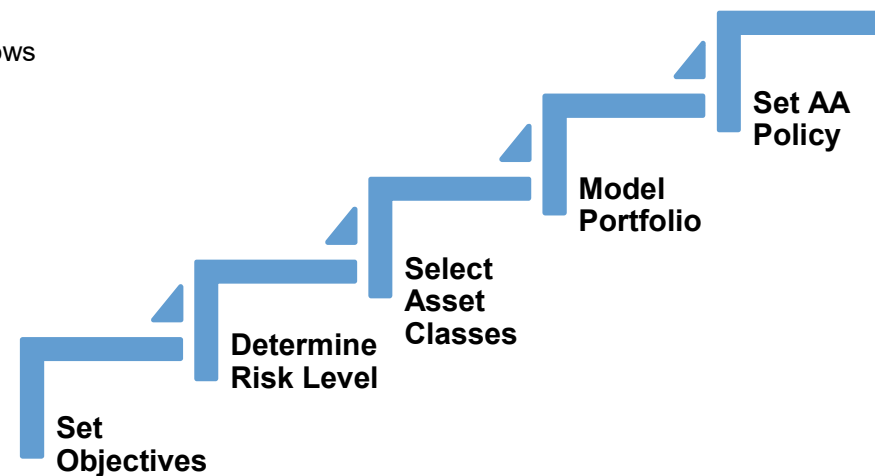 Set AA
Policy
Model
Portfolio
Select
Asset
Classes
Determine
Risk Level
Set
Objectives